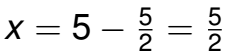 x = 5 − 5/2 = 5/2